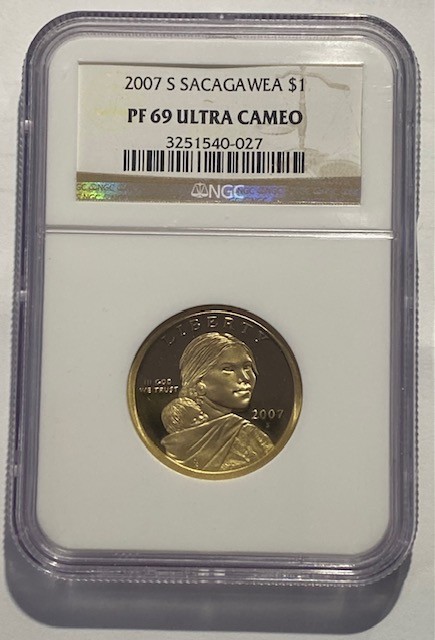 2007 S SACAGAWEA $1
PF 69 ULTRA CAMEO
3251540-027
NGC
LIBERTY
IN GOD
WE TRUST
2007
S